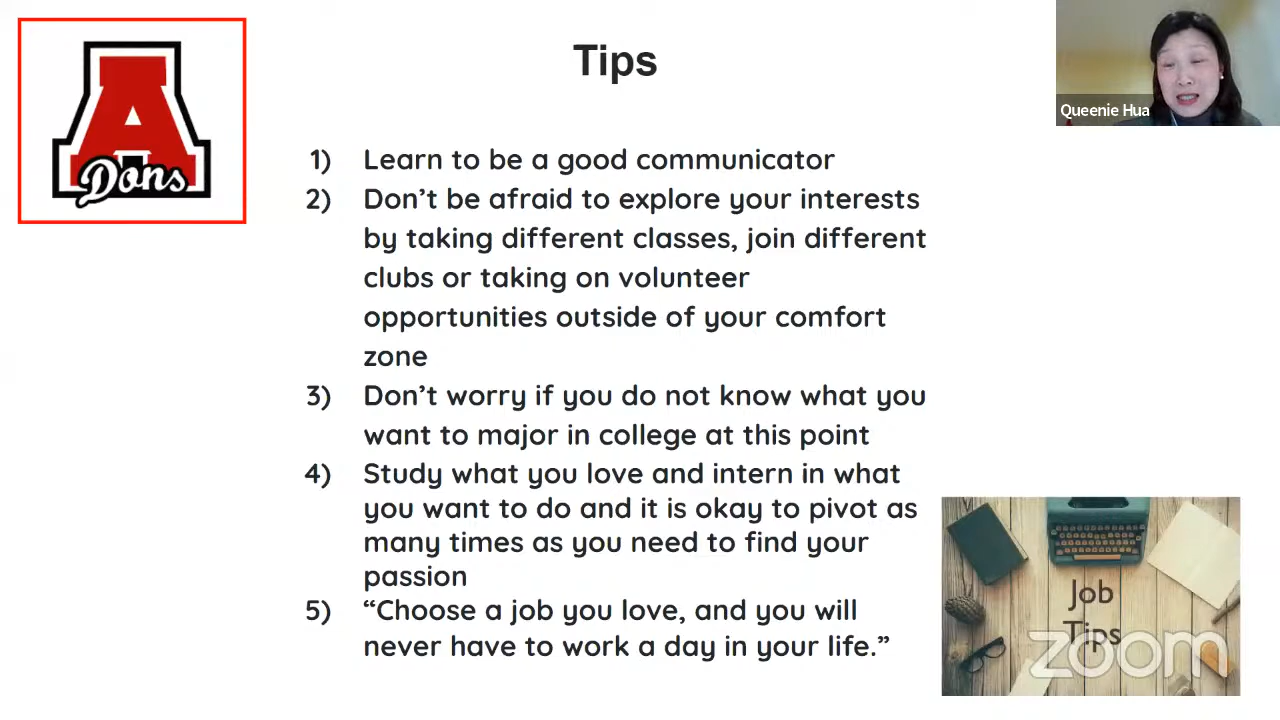 A
Dons
Tips
Queenie Hua
1) Learn to be a good communicator
2) Don’t be afraid to explore your interests
by taking different classes, join different
clubs or taking on volunteer
opportunities outside of your comfort
zone
3) Don’t worry if you do not know what you
want to major in college at this point
4) Study what you love and intern in what
you want to do and it is okay to pivot as
many times as you need to find your
passion
5) “Choose a job you love, and you will
never have to work a day in your life.”
Job
Tips
zoom